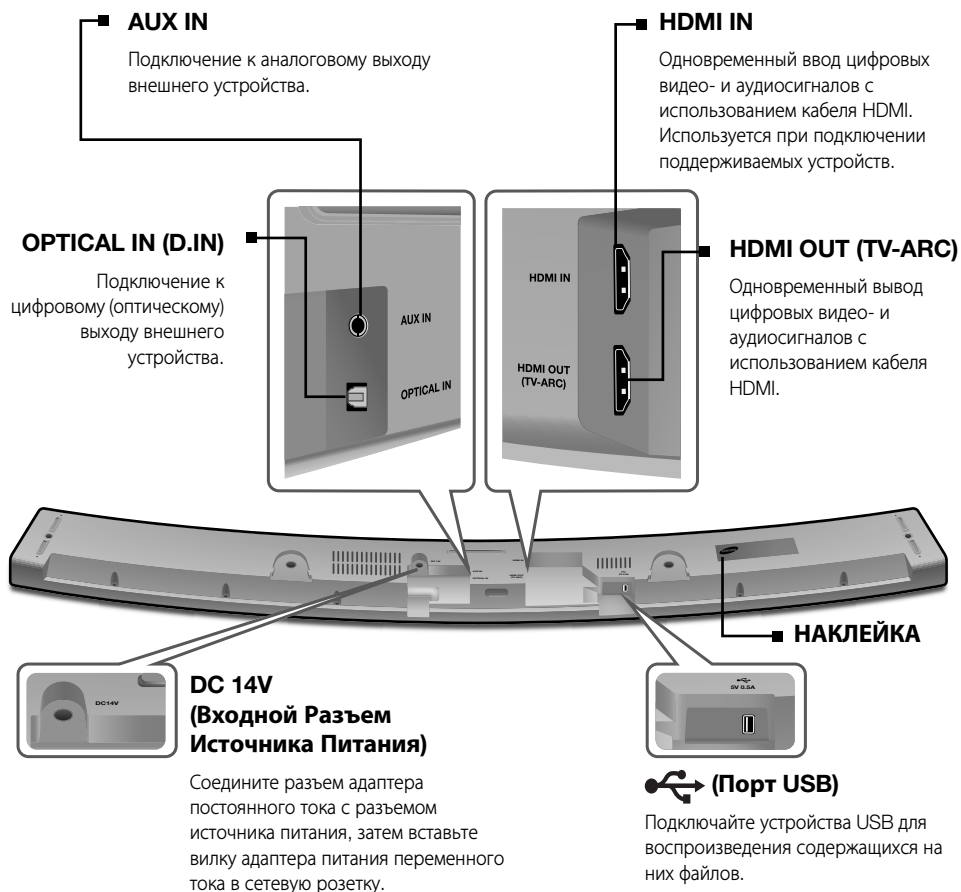 AUX IN
Подключение к аналоговому выходу
внешнего устройства.
HDMI IN
Одновременный ввод цифровых
видео- и аудиосигналов с
использованием кабеля HDMI.
Используется при подключении
поддерживаемых устройств.
OPTICAL IN (D.IN)
Подключение к
цифровому (оптическому)
выходу внешнего
устройства.
AUX IN
OPTICAL IN
HDMI IN
HDMI OUT
(TV-ARC)
HDMI OUT (TV-ARC)
Одновременный вывод
цифровых видео- и
аудиосигналов с
использованием кабеля
HDMI.
НАКЛЕЙКА
DC14V
DC 14V
(Входной Разъем
Источника Питания)
Соедините разъем адаптера
постоянного тока с разъемом
источника питания, затем вставьте
вилку адаптера питания переменного
тока в сетевую розетку.
5V 0.5A
(Порт USB)
Подключайте устройства USB для
воспроизведения содержащихся на
них файлов.